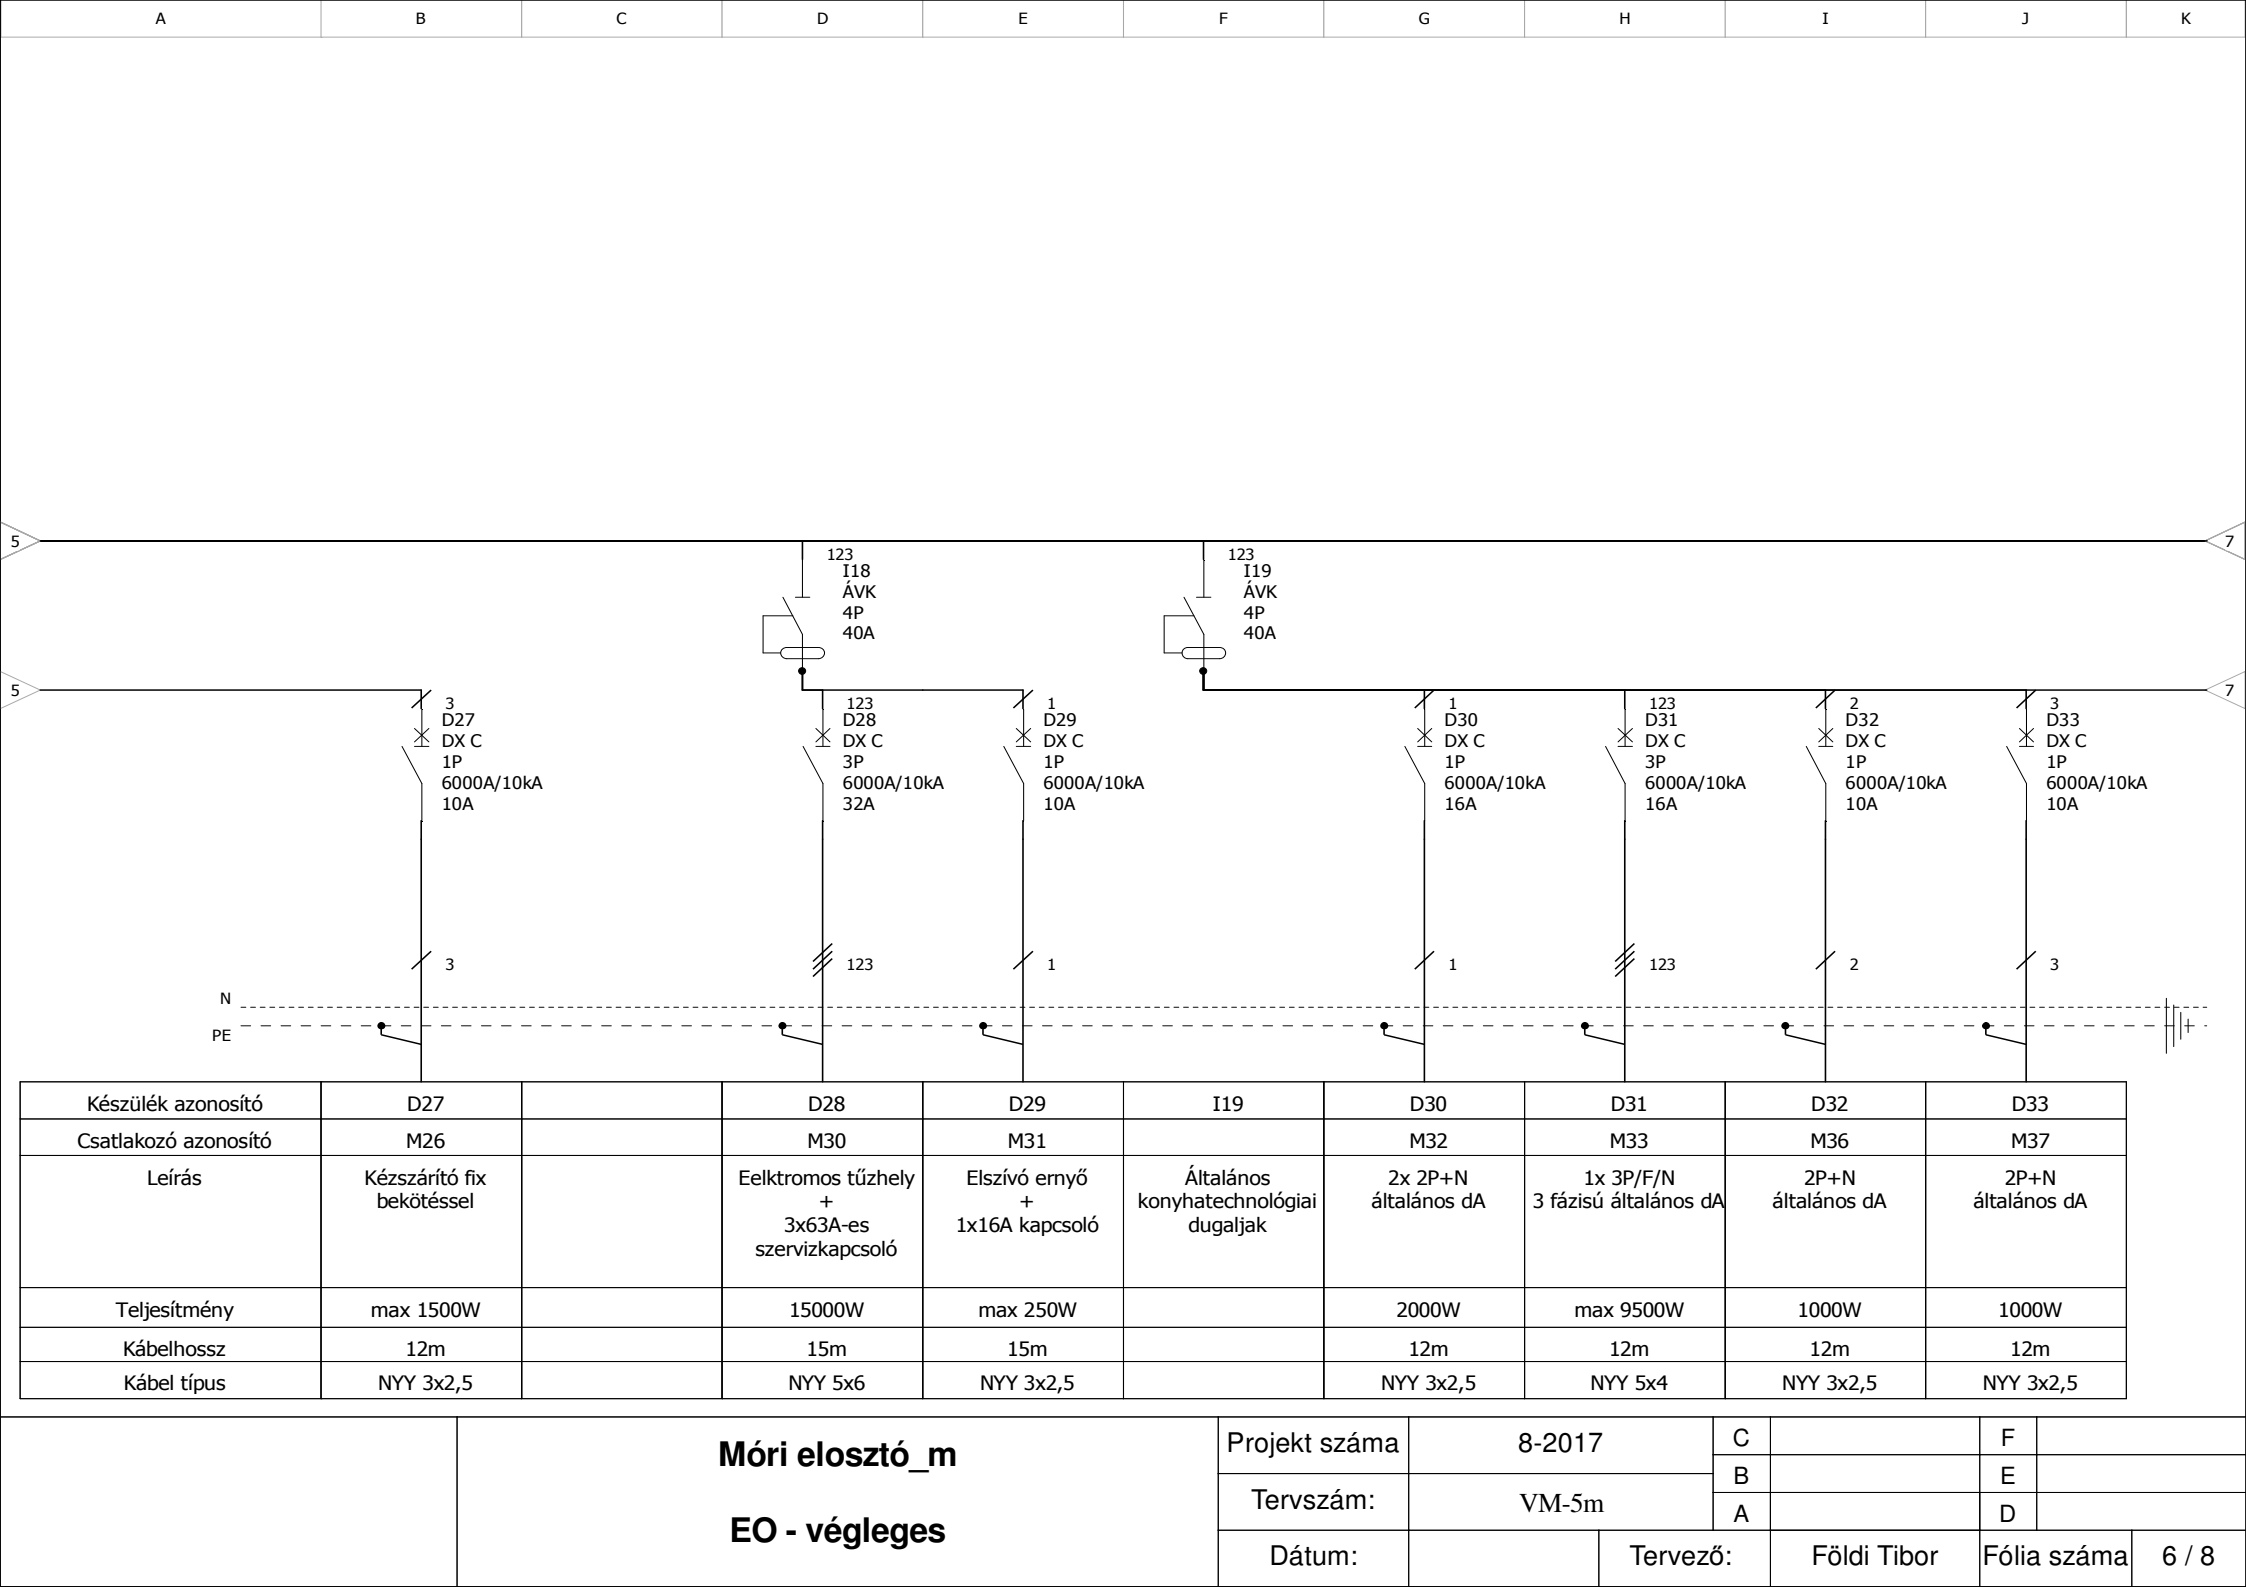 A B C D E F G H I J K
5 7
123 123
I18 I19
ÁVK ÁVK
4P 4P
40A 40A
5 7
3 123 1 1 123 2 3
D27 D28 D29 D30 D31 D32 D33
DX C DX C DX C DX C DX C DX C DX C
1P 3P 1P 1P 3P 1P 1P
6000A/10kA 6000A/10kA 6000A/10kA 6000A/10kA 6000A/10kA 6000A/10kA 6000A/10kA
10A 32A 10A 16A 16A 10A 10A
3 123 1 1 123 2 3
N
PE
Készülék azonosító D27 D28 D29 I19 D30 D31 D32 D33
Csatlakozó azonosító M26 M30 M31 M32 M33 M36 M37
Leírás Kézszárító fix Eelktromos tűzhely Elszívó ernyő Általános 2x 2P+N 1x 3P/F/N 2P+N 2P+N
bekötéssel + + konyhatechnológiai általános dA 3 fázisú általános dA általános dA általános dA
3x63A-es 1x16A kapcsoló dugaljak
szervizkapcsoló
Teljesítmény max 1500W 15000W max 250W 2000W max 9500W 1000W 1000W
Kábelhossz 12m 15m 15m 12m 12m 12m 12m
Kábel típus NYY 3x2,5 NYY 5x6 NYY 3x2,5 NYY 3x2,5 NYY 5x4 NYY 3x2,5 NYY 3x2,5
Móri elosztó_m
EO - végleges
Projekt száma 8-2017 C F
B E
Tervszám: VM-5m A D
Dátum: Tervező: Földi Tibor Fólia száma 6 / 8